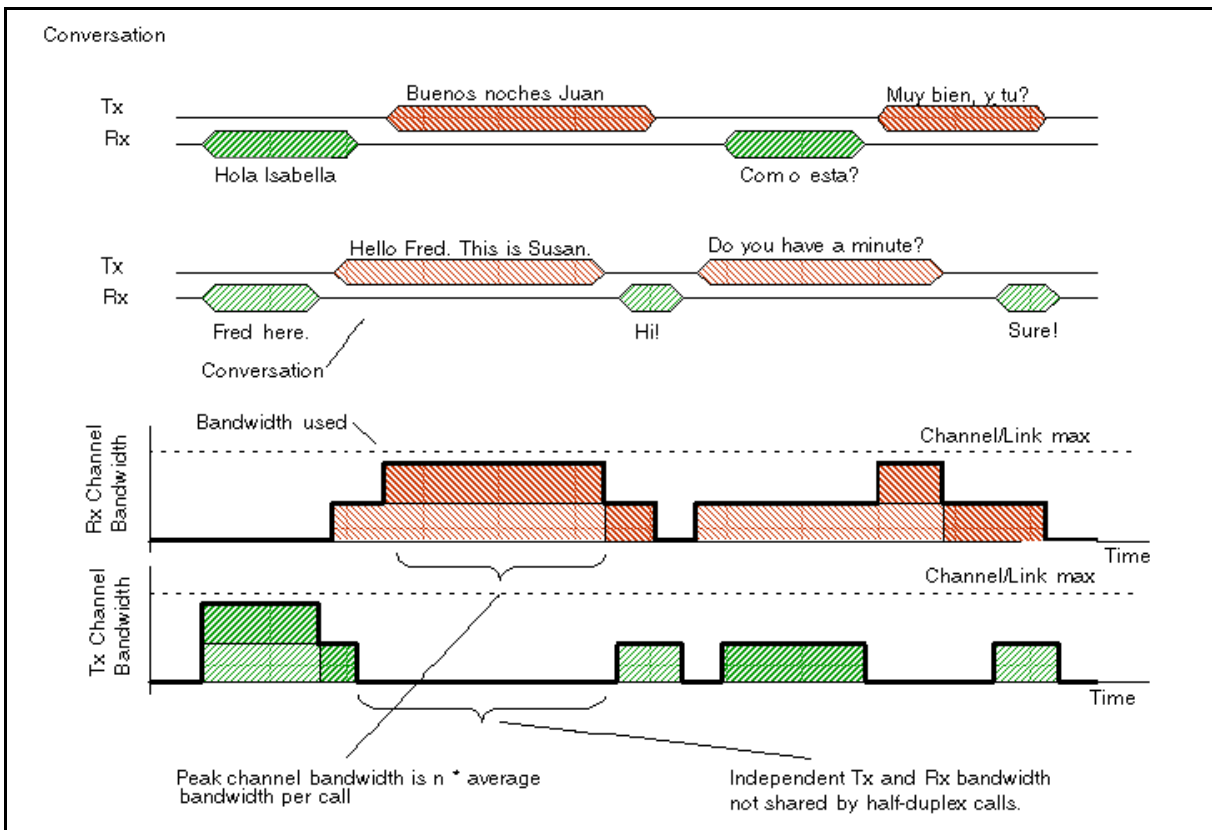 Conversation
Buenos noches Juan
Muy bien, y tu?
Tx
Rx
Hola Isabella
Como esta?
Hello Fred. This is Susan.
Do you have a minute?
Tx
Rx
Fred here.
Hi!
Sure!
Conversation
Bandwidth used
Channel/Link max
Rx Channel
Bandwidth
Time
Channel/Link max
Tx Channel
Bandwidth
Time
Peak channel bandwidth is n * average
bandwidth per call
Independent Tx and Rx bandwidth
not shared by half-duplex calls.